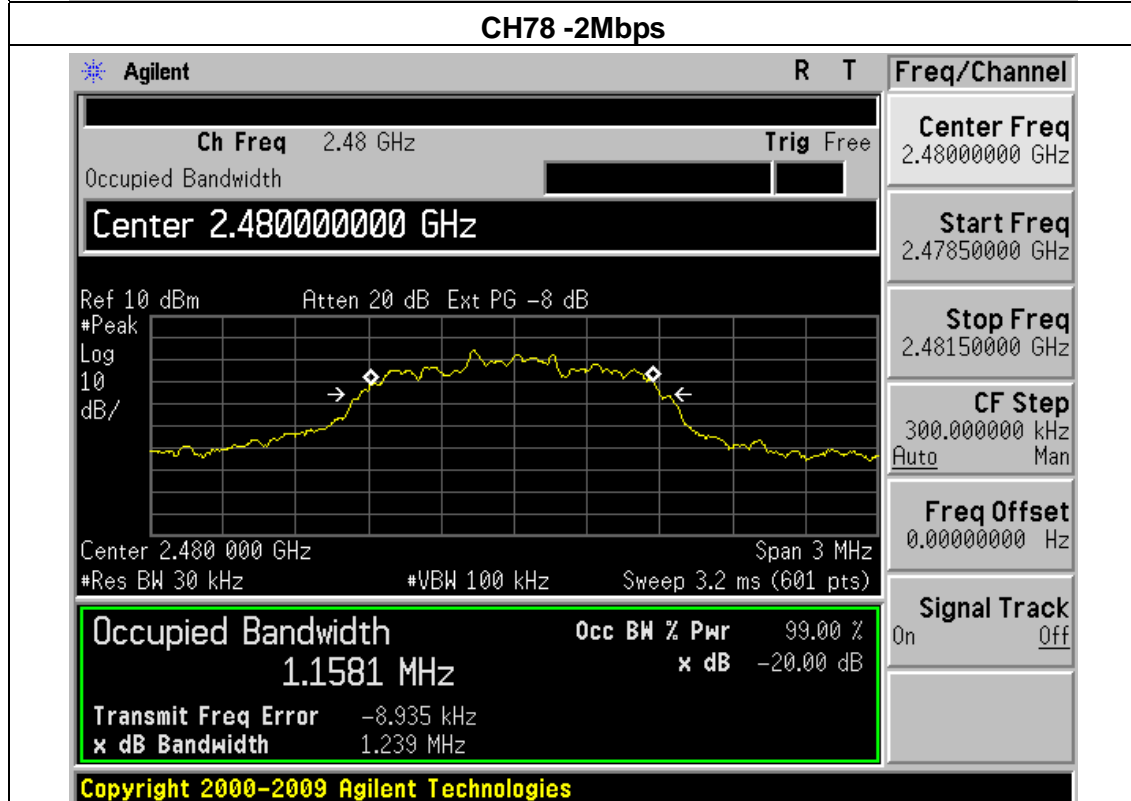 CH78 -2Mbps
Agilent R T Freq/Channel
Ch Freq 2.48 GHz Trig Free
Occupied Bandwidth
Center 2.480000000 GHz
Ref 10 dBm Atten 20 dB Ext PG -8 dB
#Peak
Log
10
dB/
Center 2.480 000 GHz Span 3 MHz
#Res BW 30 kHz #VBW 100 kHz Sweep 3.2 ms (601 pts)
Occupied Bandwidth Occ BW % Pwr 99.00 %
1.1581 MHz x dB -20.00 dB
Transmit Freq Error -8.935 kHz
x dB Bandwidth 1.239 MHz
Copyright 2000-2009 Agilent Technologies
Center Freq
2.48000000 GHz
Start Freq
2.47850000 GHz
Stop Freq
2.48150000 GHz
CF Step
300.000000 kHz
Auto Man
Freq Offset
0.00000000 Hz
Signal Track
On Off